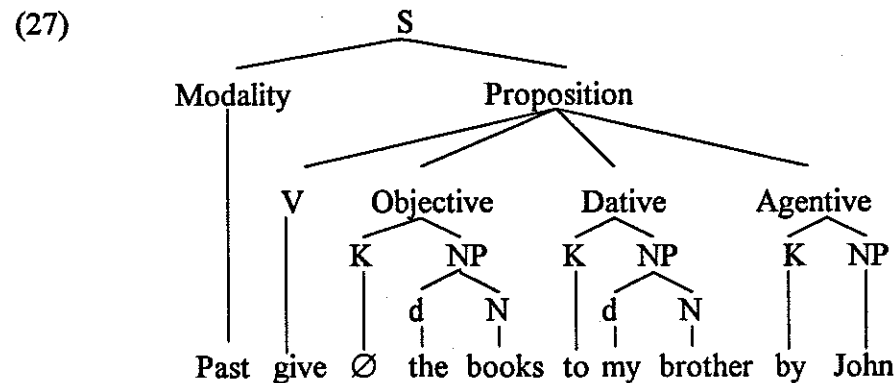 (27) S
Modality Proposition
V Objective Dative Agentive
K NP K NP K NP
d N d N
Past give Ø the books to my brother by John